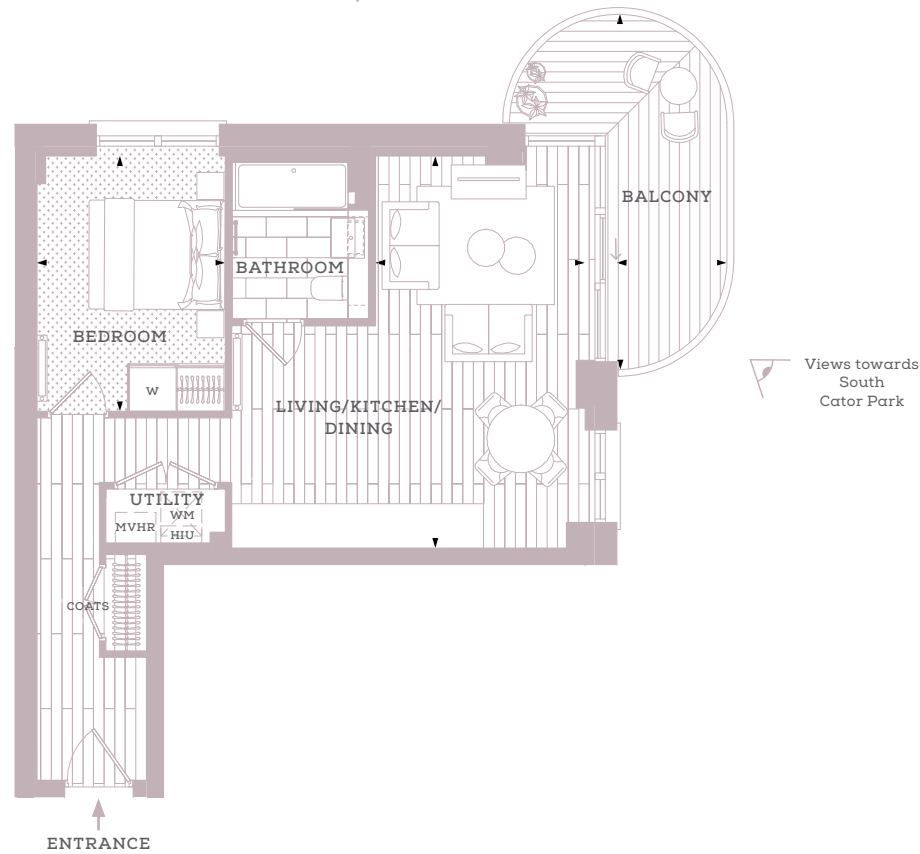 BALCONY
BATHROOM
BEDROOM
Views towards
South
Cator Park
W
LIVING/KITCHEN/
DINING
UTILITY
WM
MVHR
HIU
COATS
ENTRANCE